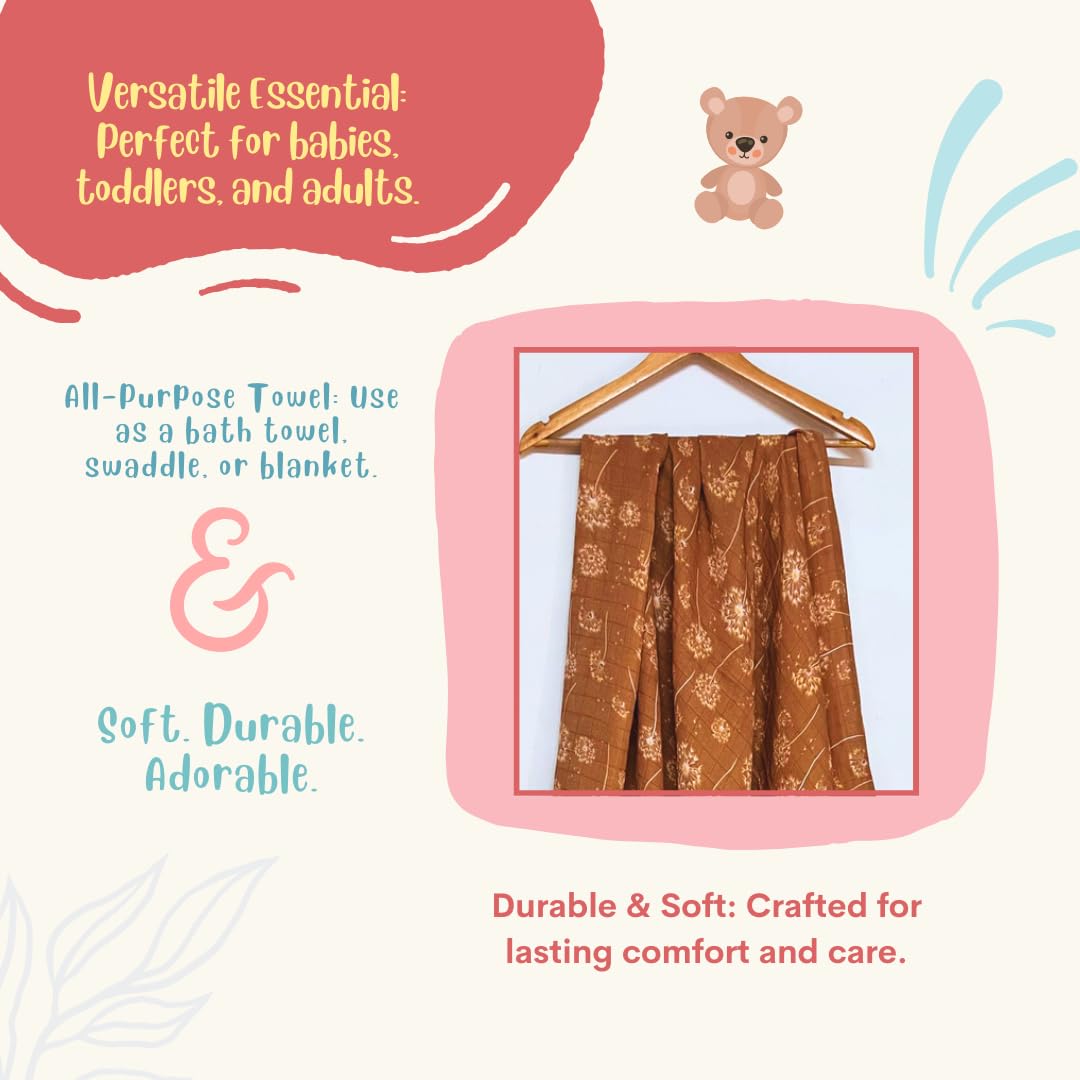 Versatile Essential:
Perfect for babies,
toddlers, and adults.
All-Purpose Towel: Use
as a bath towel,
swaddle, or blanket.
&
Soft. Durable.
Adorable.
Durable & Soft: Crafted for
lasting comfort and care.